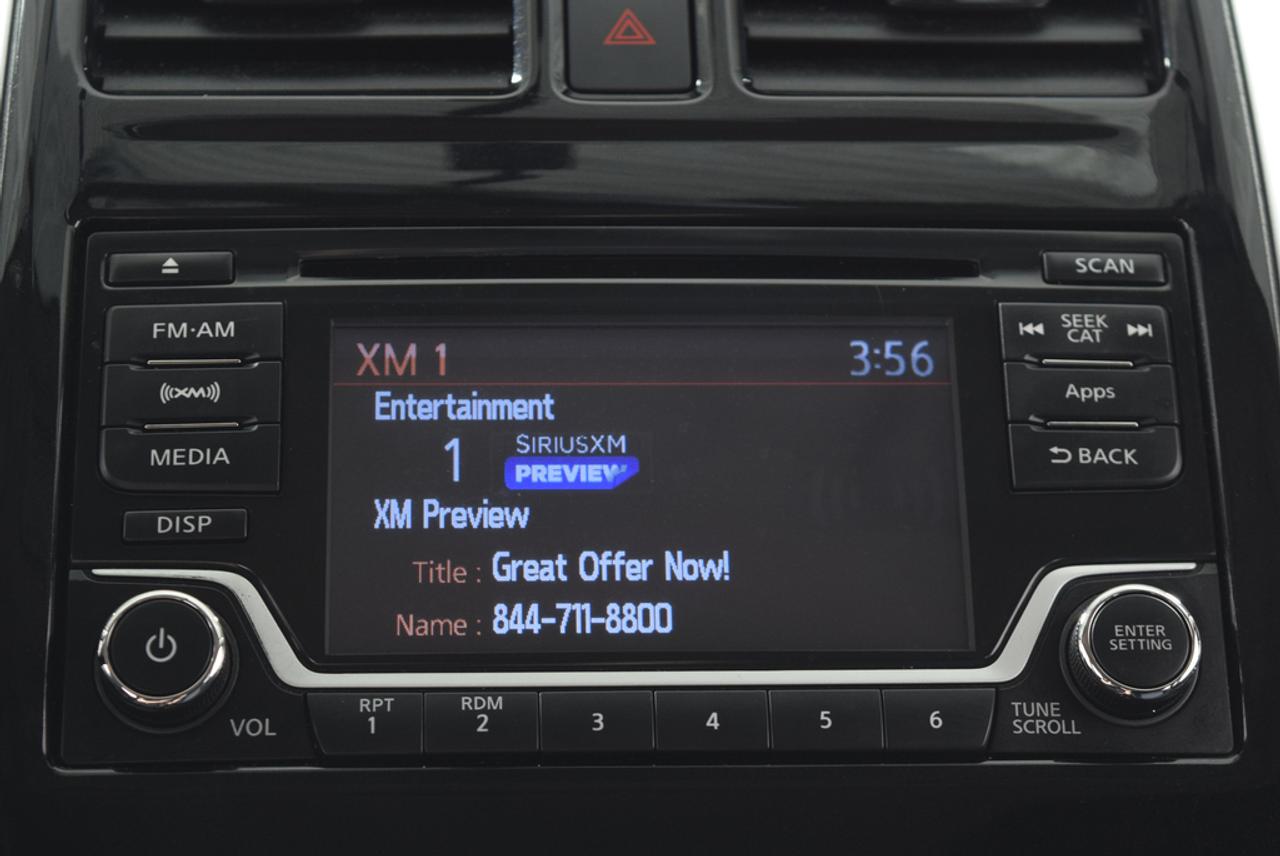 SCAN
FM·AM
SEEK
CAT
XM
Apps
MEDIA
BACK
DISP
XM 1 3:56
Entertainment
1 SIRIUSXM
PREVIEW
XM Preview
Title : Great Offer Now!
Name : 844-711-8800
ENTER
SETTING
VOL
RPT
1
RDM
2
3
4
5
6
TUNE
SCROLL